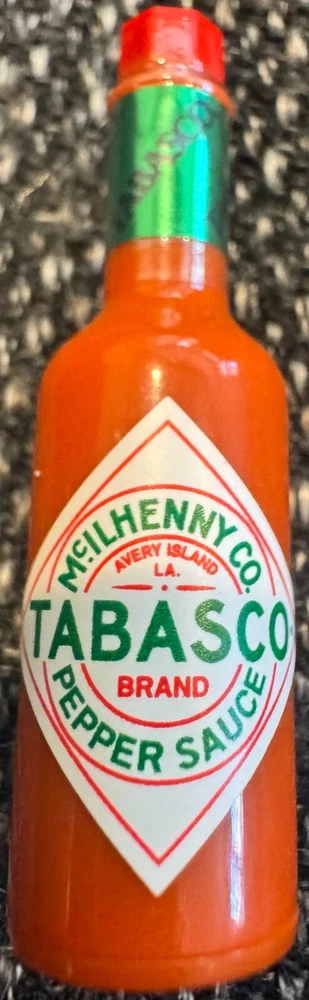 TABASCO
McILHENNY CO.
AVERY ISLAND
LA.
TABASCO
BRAND
PEPPER SAUCE